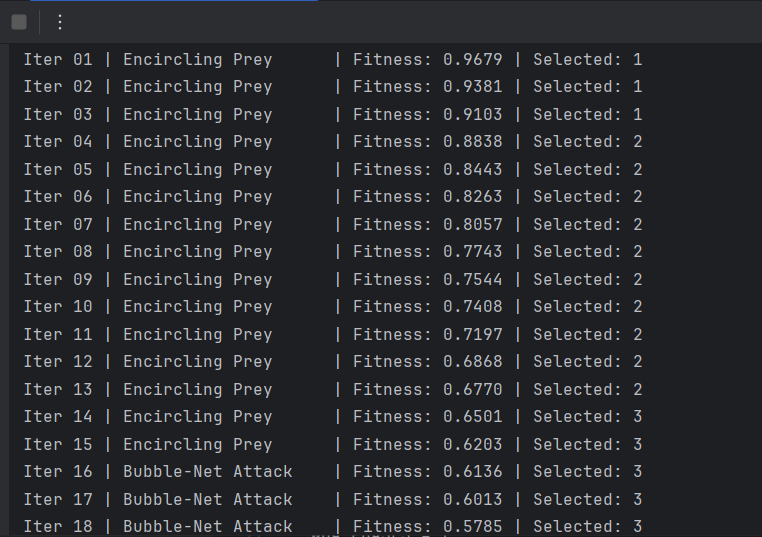 Iter 01 | Encircling Prey      | Fitness: 0.9679 | Selected: 1
Iter 02 | Encircling Prey      | Fitness: 0.9381 | Selected: 1
Iter 03 | Encircling Prey      | Fitness: 0.9103 | Selected: 1
Iter 04 | Encircling Prey      | Fitness: 0.8838 | Selected: 2
Iter 05 | Encircling Prey      | Fitness: 0.8443 | Selected: 2
Iter 06 | Encircling Prey      | Fitness: 0.8263 | Selected: 2
Iter 07 | Encircling Prey      | Fitness: 0.8057 | Selected: 2
Iter 08 | Encircling Prey      | Fitness: 0.7743 | Selected: 2
Iter 09 | Encircling Prey      | Fitness: 0.7544 | Selected: 2
Iter 10 | Encircling Prey      | Fitness: 0.7408 | Selected: 2
Iter 11 | Encircling Prey      | Fitness: 0.7197 | Selected: 2
Iter 12 | Encircling Prey      | Fitness: 0.6868 | Selected: 2
Iter 13 | Encircling Prey      | Fitness: 0.6770 | Selected: 2
Iter 14 | Encircling Prey      | Fitness: 0.6501 | Selected: 3
Iter 15 | Encircling Prey      | Fitness: 0.6203 | Selected: 3
Iter 16 | Bubble-Net Attack    | Fitness: 0.6136 | Selected: 3
Iter 17 | Bubble-Net Attack    | Fitness: 0.6013 | Selected: 3
Iter 18 | Bubble-Net Attack    | Fitness: 0.5785 | Selected: 3